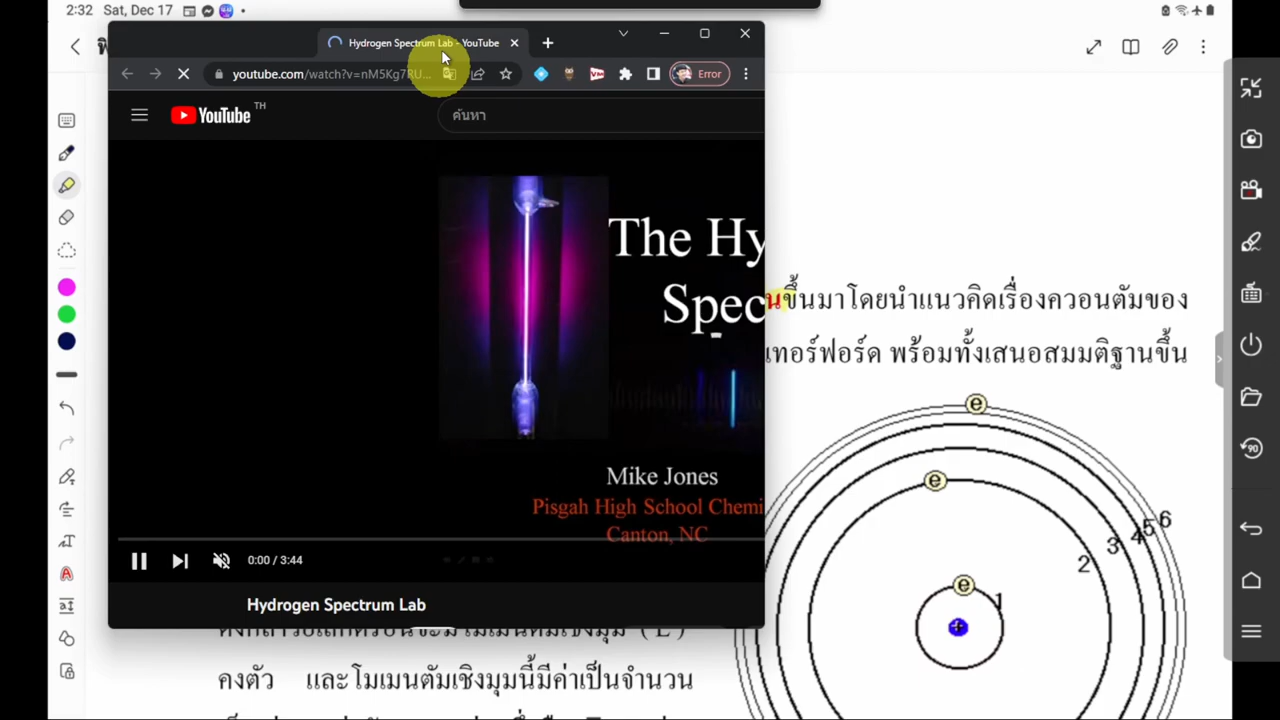 2:32 Sat, Dec 17
Hydrogen Spectrum Lab - YouTube
youtube.com/watch?v=nM5Kg7RU...
Error
YouTube TH
ค้นหา
The Hy
Spec
Mike Jones
Pisgah High School Chemi
Canton, NC
0:00 / 3:44
Hydrogen Spectrum Lab
นขึ้นมาโดยนำแนวคิดเรื่องควอนตัมของ
เทอร์ฟอร์ด พร้อมทั้งเสนอสมมติฐานขึ้น
e
e
e
1
2
3
4
5
6
+
คงตัว และโมเมนตัมเชิงมุมนี้มีค่าเป็นจำนวน
90